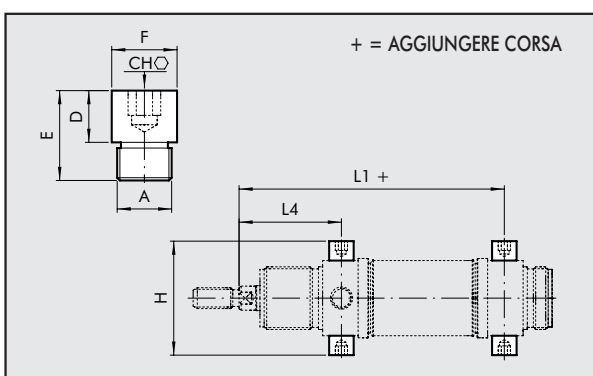 F
+ = AGGIUNGERE CORSA
CH
D
E
A
L1 +
L4
H